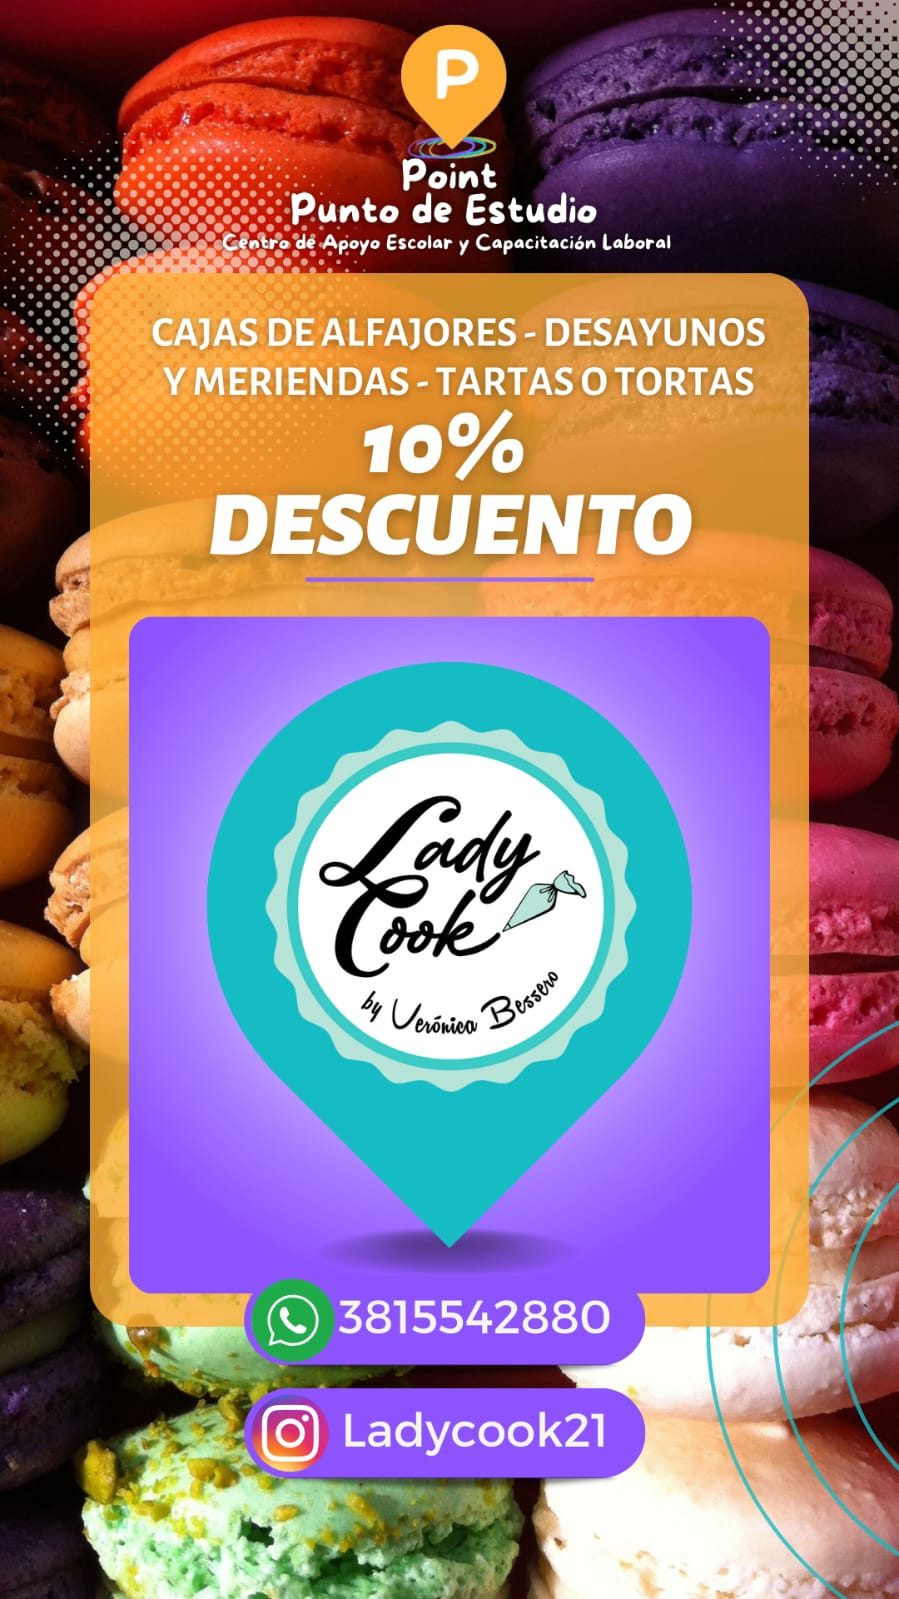 P
Point
Punto de Estudio
Centro de Apoyo Escolar y Capacitación Laboral
CAJAS DE ALFAJORES - DESAYUNOS
Y MERIENDAS - TARTAS O TORTAS
10%
DESCUENTO
Lady
Cook
by Verónica Bessero
3815542880
Ladycook21